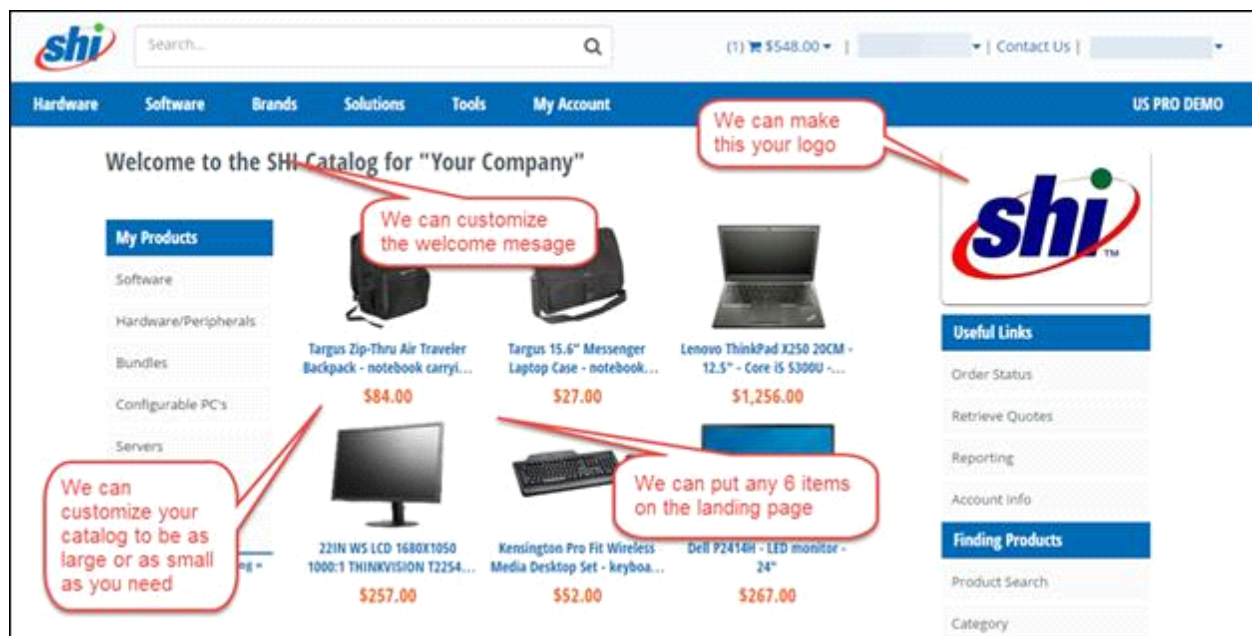 shi
Search...
(1) $548.00 | | Contact Us |
Hardware Software Brands Solutions Tools My Account US PRO DEMO
We can make
this your logo
Welcome to the SHI Catalog for "Your Company"
We can customize
the welcome mesage
shi
TM
My Products
Software
Hardware/Peripherals
Bundles
Configurable PC's
Servers
We can
customize your
catalog to be as
large or as small
as you need
Targus Zip-Thru Air Traveler
Backpack - notebook carryi...
$84.00
Targus 15.6" Messenger
Laptop Case - notebook...
$27.00
Lenovo ThinkPad X250 20CM -
12.5" - Core i5 5300U -...
$1,256.00
We can put any 6 items
on the landing page
22IN WS LCD 1680X1050
1000:1 THINKVISION T2254...
$257.00
Kensington Pro Fit Wireless
Media Desktop Set - keyboa...
$52.00
Dell P2414H - LED monitor -
24"
$267.00
Useful Links
Order Status
Retrieve Quotes
Reporting
Account Info
Finding Products
Product Search
Category